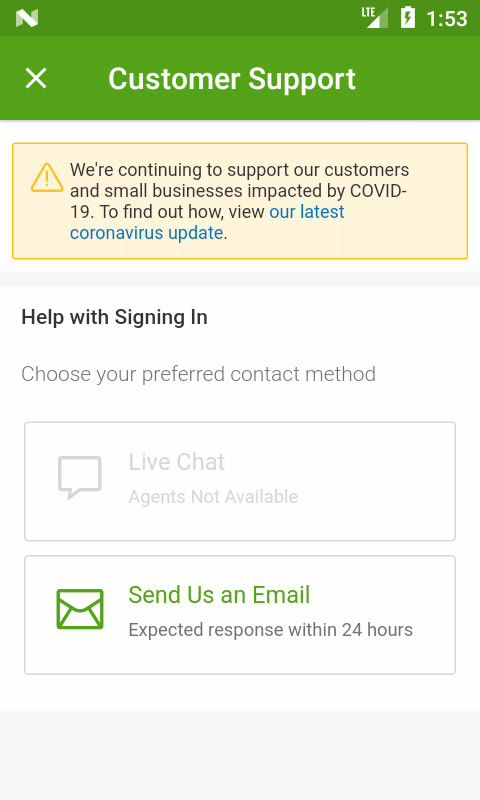 LTE 1:53
Customer Support
We're continuing to support our customers
and small businesses impacted by COVID-
19. To find out how, view our latest
coronavirus update.
Help with Signing In
Choose your preferred contact method
Live Chat
Agents Not Available
Send Us an Email
Expected response within 24 hours